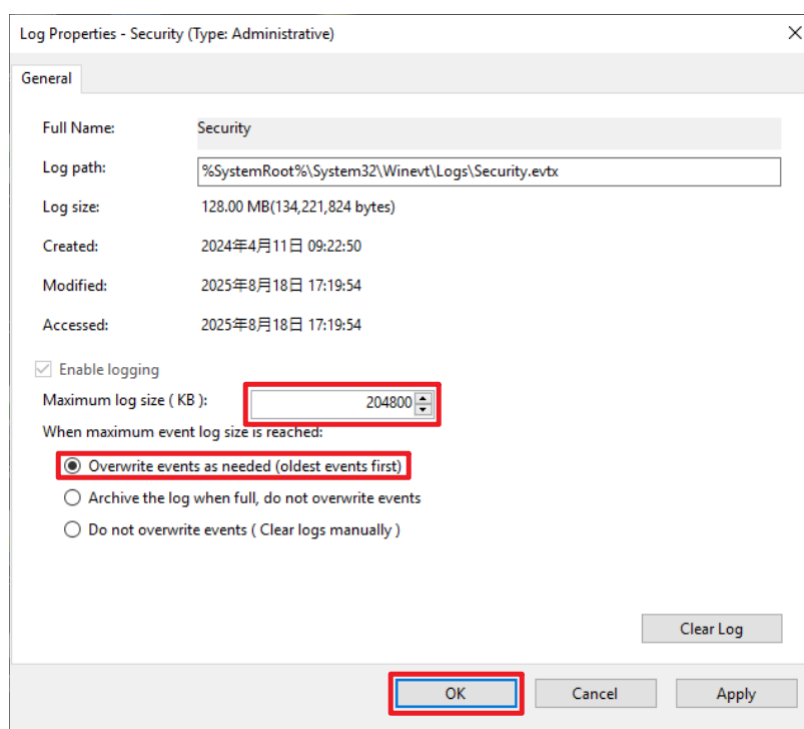 Log Properties - Security (Type: Administrative)
General
Full Name: Security
Log path: %SystemRoot%\System32\Winevt\Logs\Security.evtx
Log size: 128.00 MB(134,221,824 bytes)
Created: 2024年4月11日 09:22:50
Modified: 2025年8月18日 17:19:54
Accessed: 2025年8月18日 17:19:54
Enable logging
Maximum log size ( KB ): 204800
When maximum event log size is reached:
Overwrite events as needed (oldest events first)
Archive the log when full, do not overwrite events
Do not overwrite events ( Clear logs manually )
Clear Log
OK Cancel Apply